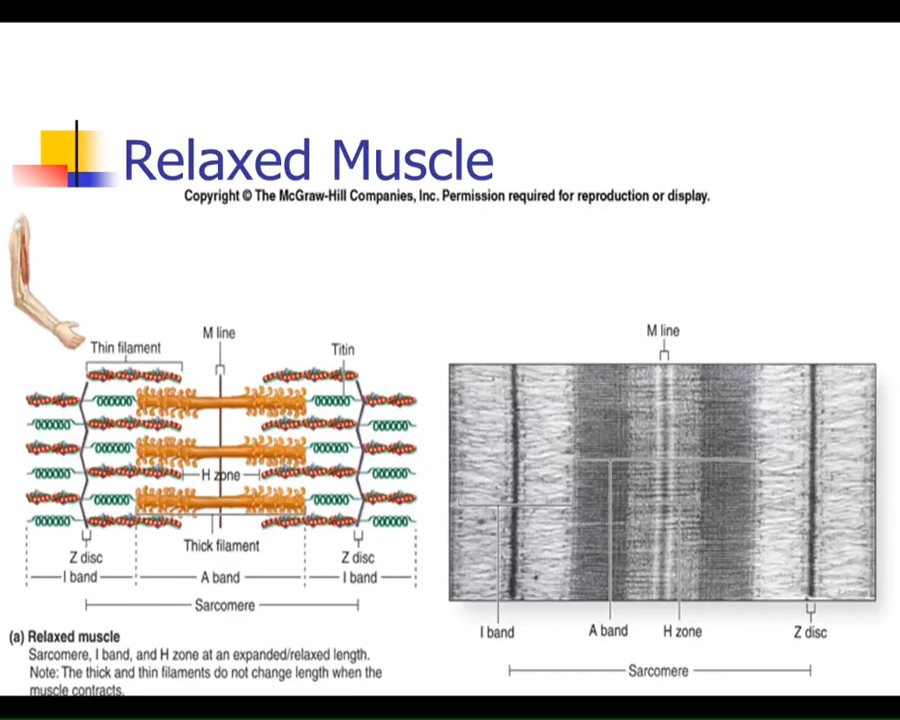 Relaxed Muscle
Copyright © The McGraw-Hill Companies, Inc. Permission required for reproduction or display.
M line
Thin filament
Titin
H zone
Thick filament
Z disc
Z disc
I band
A band
I band
Sarcomere
(a) Relaxed muscle
Sarcomere, I band, and H zone at an expanded/relaxed length.
Note: The thick and thin filaments do not change length when the
muscle contracts.
M line
I band
A band
H zone
Z disc
Sarcomere